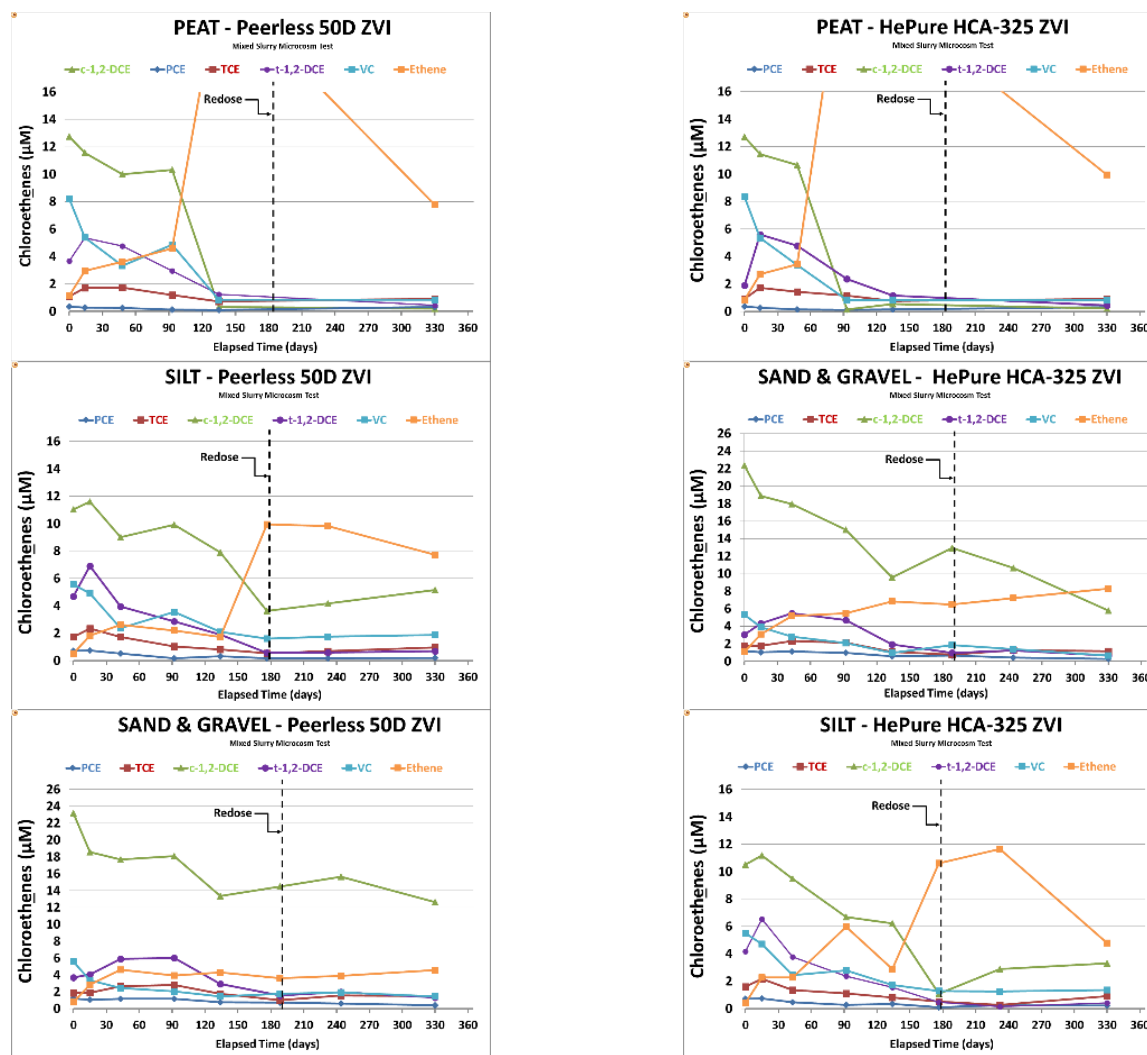 PEAT - Peerless 50D ZVI
Mixed Slurry Microcosm Test
c-1,2-DCE PCE TCE t-1,2-DCE VC Ethene
16
14
12
10
8
6
4
2
0
Redose
Chloroethenes (µM)
0 30 60 90 120 150 180 210 240 270 300 330 360
Elapsed Time (days)
PEAT - HePure HCA-325 ZVI
Mixed Slurry Microcosm Test
c-1,2-DCE PCE TCE t-1,2-DCE VC Ethene
16
14
12
10
8
6
4
2
0
Redose
Chloroethenes (µM)
0 30 60 90 120 150 180 210 240 270 300 330 360
Elapsed Time (days)
SILT - Peerless 50D ZVI
Mixed Slurry Microcosm Test
PCE TCE c-1,2-DCE t-1,2-DCE VC Ethene
16
14
12
10
8
6
4
2
0
Redose
Chloroethenes (µM)
0 30 60 90 120 150 180 210 240 270 300 330 360
Elapsed Time (days)
SAND & GRAVEL - HePure HCA-325 ZVI
Mixed Slurry Microcosm Test
PCE TCE c-1,2-DCE t-1,2-DCE VC Ethene
26
24
22
20
18
16
14
12
10
8
6
4
2
0
Redose
Chloroethenes (µM)
0 30 60 90 120 150 180 210 240 270 300 330 360
Elapsed Time (days)
SAND & GRAVEL - Peerless 50D ZVI
Mixed Slurry Microcosm Test
PCE TCE c-1,2-DCE t-1,2-DCE VC Ethene
26
24
22
20
18
16
14
12
10
8
6
4
2
0
Redose
Chloroethenes (µM)
0 30 60 90 120 150 180 210 240 270 300 330 360
Elapsed Time (days)
SILT - HePure HCA-325 ZVI
Mixed Slurry Microcosm Test
PCE TCE c-1,2-DCE t-1,2-DCE VC Ethene
16
14
12
10
8
6
4
2
0
Redose
Chloroethenes (µM)
0 30 60 90 120 150 180 210 240 270 300 330 360
Elapsed Time (days)